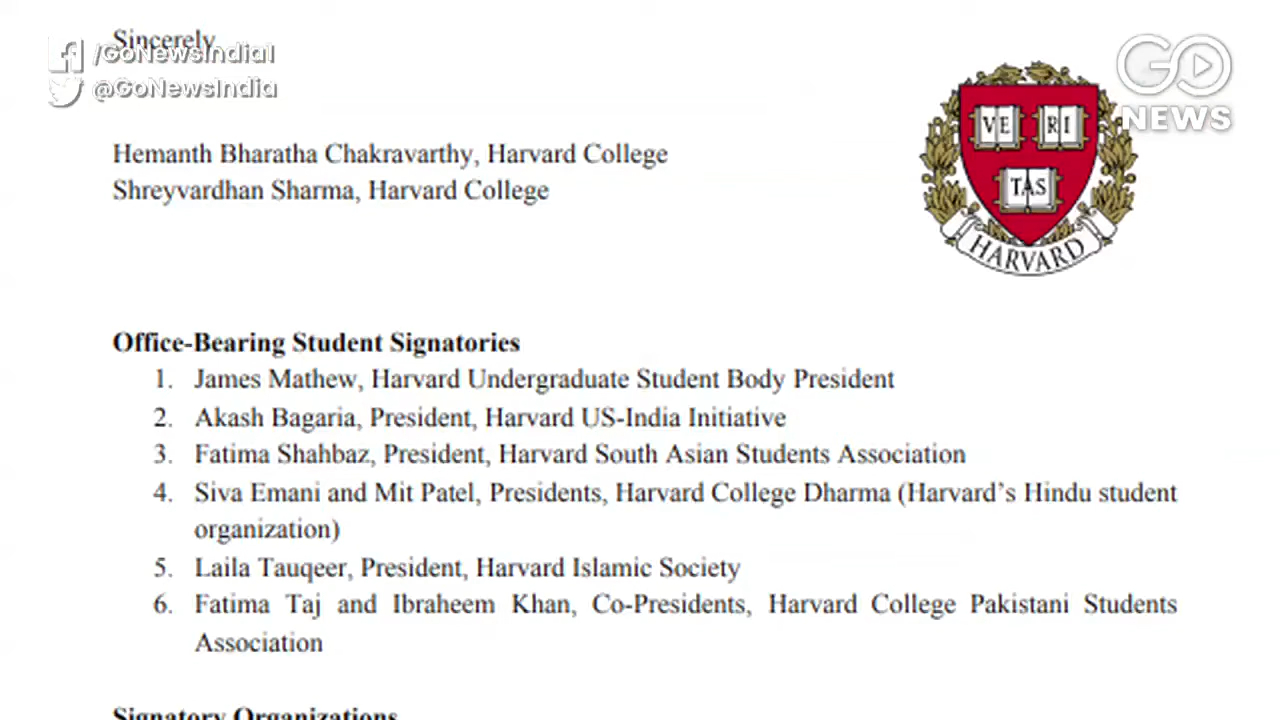 Sincerely
/GoNewsIndia1
@GoNewsIndia
GO
NEWS
VE RI
TAS
HARVARD
Hemanth Bharatha Chakravarthy, Harvard College
Shreyvardhan Sharma, Harvard College
Office-Bearing Student Signatories
1. James Mathew, Harvard Undergraduate Student Body President
2. Akash Bagaria, President, Harvard US-India Initiative
3. Fatima Shahbaz, President, Harvard South Asian Students Association
4. Siva Emani and Mit Patel, Presidents, Harvard College Dharma (Harvard’s Hindu student
organization)
5. Laila Tauqeer, President, Harvard Islamic Society
6. Fatima Taj and Ibraheem Khan, Co-Presidents, Harvard College Pakistani Students
Association
Signatory Organizations